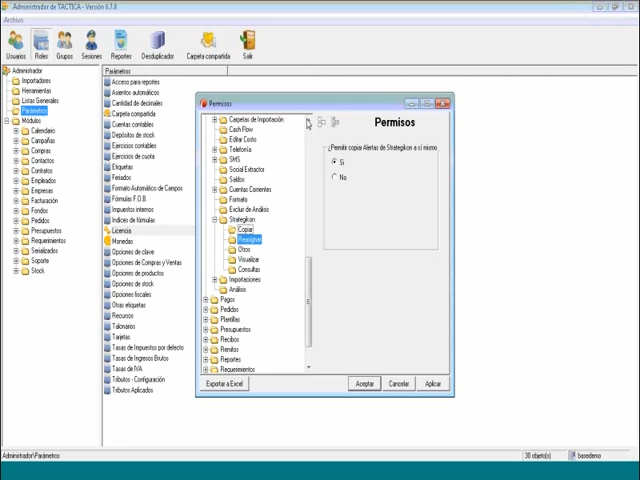 Administrador de TACTICA - Versión 6.7.8
Archivo
Usuarios Roles Grupos Sesiones Reportes Desduplicador Carpeta compartida Salir
Administrador
Importadores
Herramientas
Listas Generales
Parámetros
Módulos
Calendario
Campañas
Compras
Contactos
Contratos
Empleados
Empresas
Facturación
Fondos
Pedidos
Presupuestos
Requerimientos
Serializados
Soporte
Stock
Parámetros
Acceso para reportes
Asientos automáticos
Cantidad de decimales
Carpeta compartida
Cuentas contables
Depósitos de stock
Ejercicios contables
Ejercicios de cuota
Etiquetas
Feriados
Formato Automático de Campos
Fórmulas F.O.B.
Impuestos internos
Indices de fórmulas
Licencia
Monedas
Opciones de clave
Opciones de Compras y Ventas
Opciones de productos
Opciones de stock
Opciones fiscales
Otras etiquetas
Recursos
Talonarios
Tarjetas
Tasas de Impuestos por defecto
Tasas de Ingresos Brutos
Tasas de IVA
Tributos - Configuración
Tributos Aplicados
Permisos
Carpetas de Importación
Cash Flow
Editar Costo
Telefonía
SMS
Social Extractor
Saldos
Cuentas Corrientes
Formato
Excluir de Análisis
Strategikon
Copiar
Reasignar
Otros
Visualizar
Consultas
Importaciones
Análisis
Pagos
Pedidos
Plantillas
Presupuestos
Recibos
Remitos
Reportes
Requerimientos
Permisos
¿Permitir copiar Alertas de Strategikon a sí mismo
Sí
No
Exportar a Excel Aceptar Cancelar Aplicar
Administrador\Parámetros 30 objeto(s) basedemo